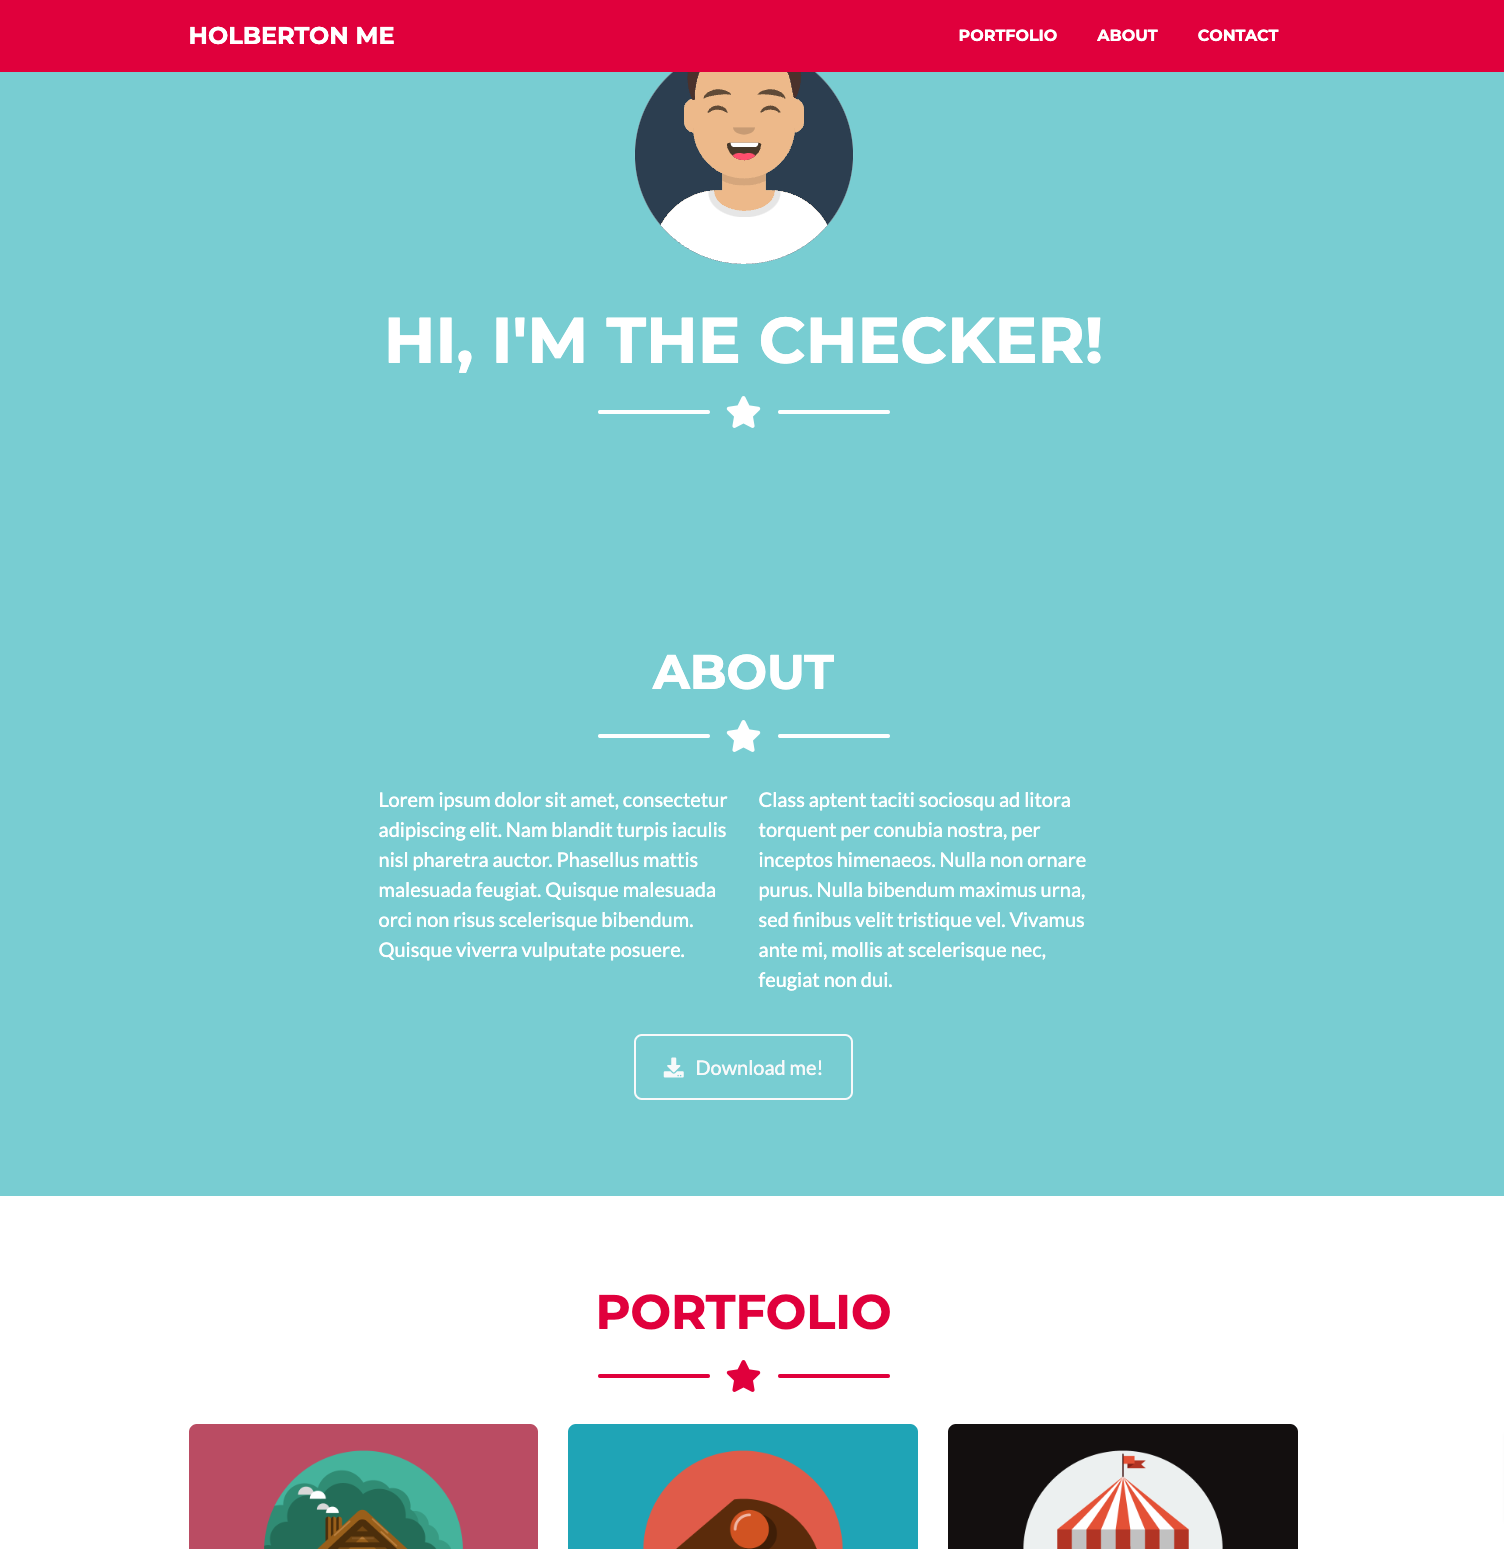 HOLBERTON ME
PORTFOLIO ABOUT CONTACT
HI, I'M THE CHECKER!
ABOUT
Lorem ipsum dolor sit amet, consectetur
adipiscing elit. Nam blandit turpis iaculis
nisl pharetra auctor. Phasellus mattis
malesuada feugiat. Quisque malesuada
orci non risus scelerisque bibendum.
Quisque viverra vulputate posuere.
Class aptent taciti sociosqu ad litora
torquent per conubia nostra, per
inceptos himenaeos. Nulla non ornare
purus. Nulla bibendum maximus urna,
sed finibus velit tristique vel. Vivamus
ante mi, mollis at scelerisque nec,
feugiat non dui.
Download me!
PORTFOLIO